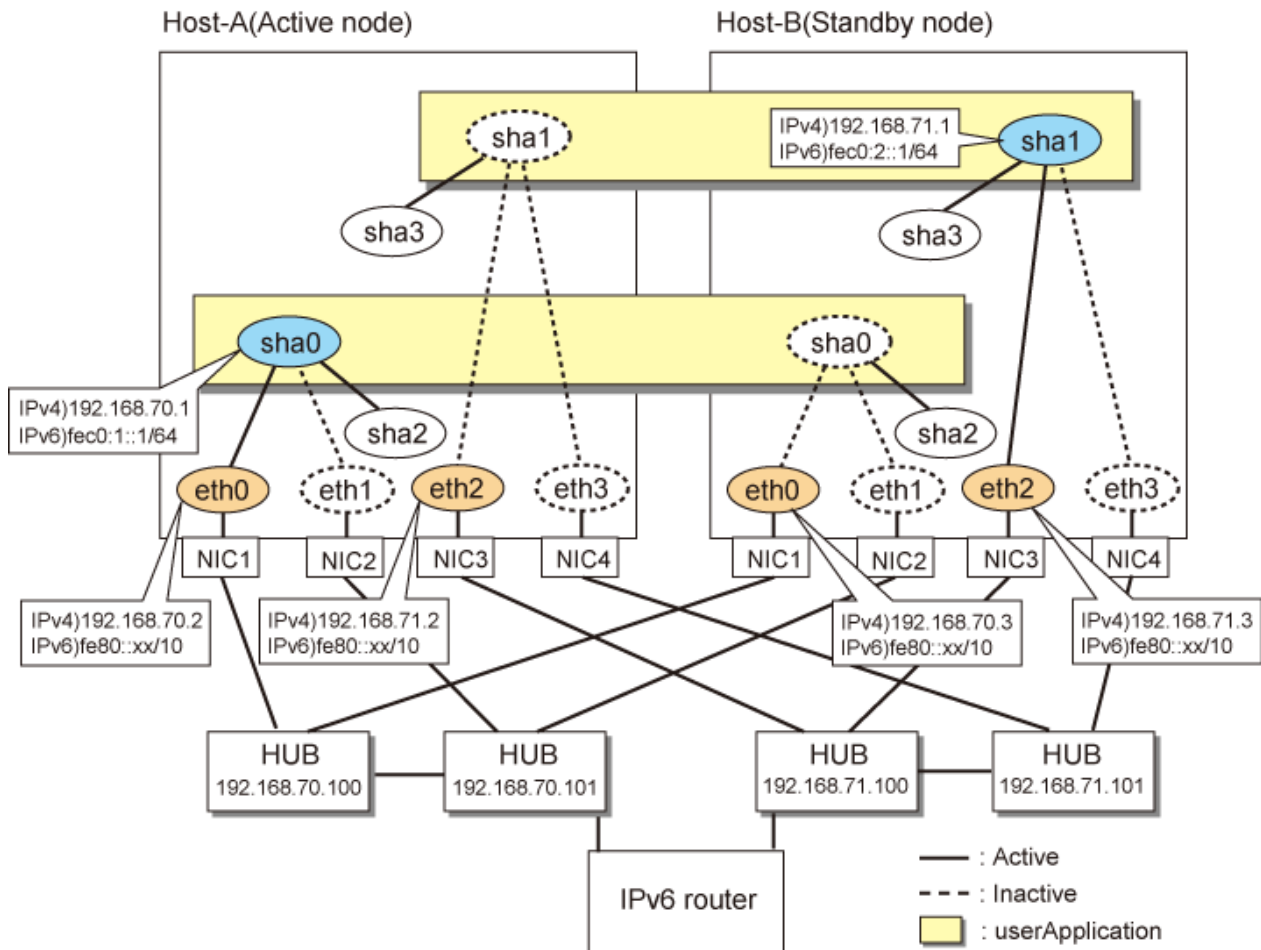 Host-A(Active node)
Host-B(Standby node)
sha1
IPv4)192.168.71.1
IPv6)fec0:2::1/64
sha1
sha3
sha3
sha0
sha0
IPv4)192.168.70.1
IPv6)fec0:1::1/64
sha2
sha2
eth0
eth1
eth2
eth3
eth0
eth1
eth2
eth3
NIC1
NIC2
NIC3
NIC4
NIC1
NIC2
NIC3
NIC4
IPv4)192.168.70.2
IPv6)fe80::xx/10
IPv4)192.168.71.2
IPv6)fe80::xx/10
IPv4)192.168.70.3
IPv6)fe80::xx/10
IPv4)192.168.71.3
IPv6)fe80::xx/10
HUB
192.168.70.100
HUB
192.168.70.101
HUB
192.168.71.100
HUB
192.168.71.101
IPv6 router
: Active
: Inactive
: userApplication